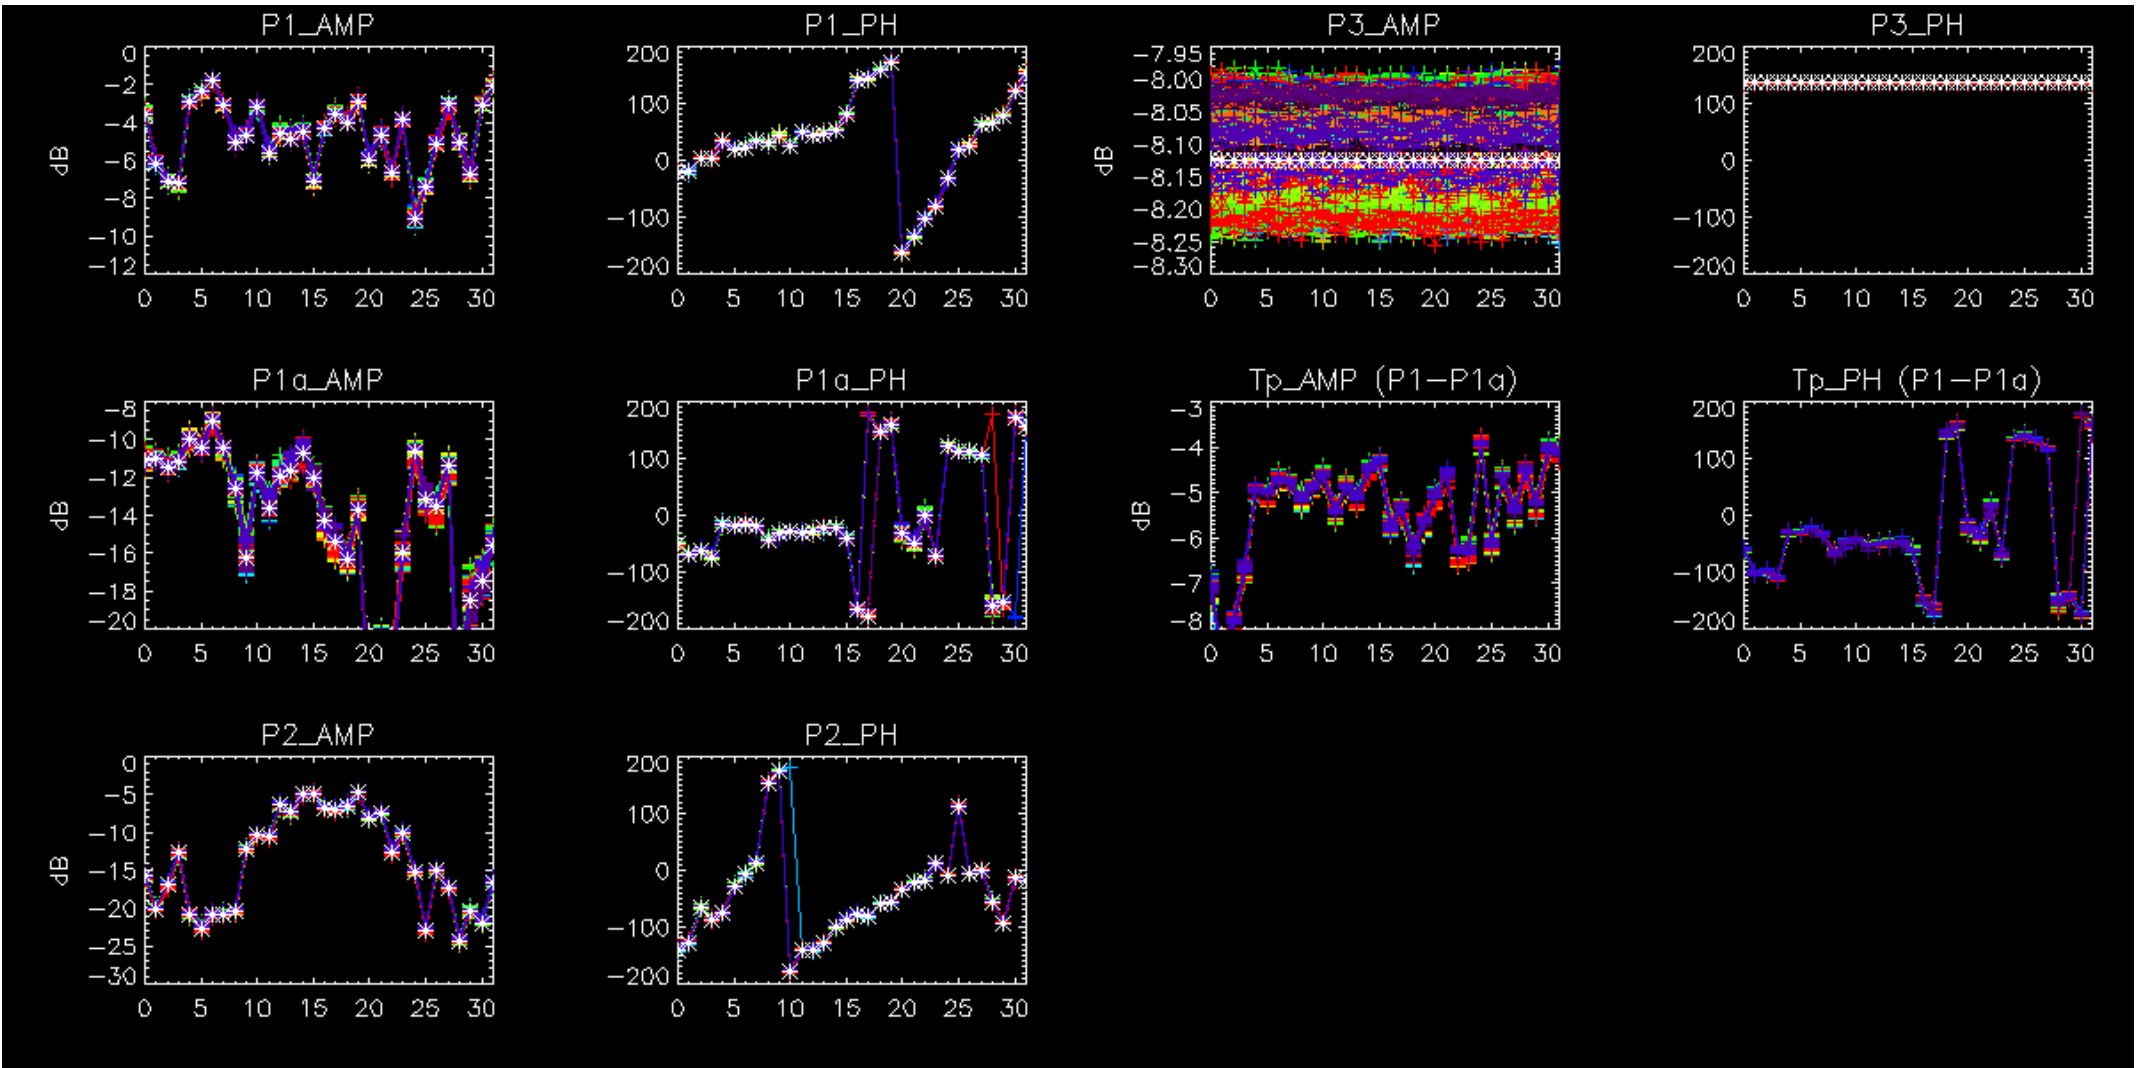 P1_AMP
P1_PH
P3_AMP
P3_PH
0
−2
−4
−6
−8
−10
−12
dB
0 5 10 15 20 25 30
200
100
0
−100
−200
0 5 10 15 20 25 30
−7.95
−8.00
−8.05
−8.10
−8.15
−8.20
−8.25
−8.30
dB
0 5 10 15 20 25 30
200
100
0
−100
−200
0 5 10 15 20 25 30
P1a_AMP
P1a_PH
Tp_AMP (P1−P1a)
Tp_PH (P1−P1a)
−8
−10
−12
−14
−16
−18
−20
dB
0 5 10 15 20 25 30
200
100
0
−100
−200
0 5 10 15 20 25 30
−3
−4
−5
−6
−7
−8
dB
0 5 10 15 20 25 30
200
100
0
−100
−200
0 5 10 15 20 25 30
P2_AMP
P2_PH
0
−5
−10
−15
−20
−25
−30
dB
0 5 10 15 20 25 30
200
100
0
−100
−200
0 5 10 15 20 25 30